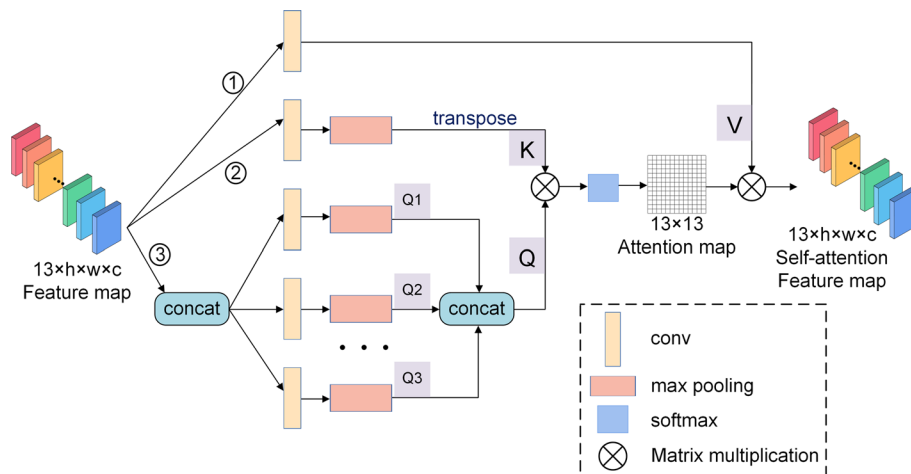 ①
V
transpose
②
K
Q1
13×13
Attention map
③
Q
13×h×w×c
Feature map
13×h×w×c
Self-attention
Feature map
concat
Q2
concat
• • •
Q3
conv
max pooling
softmax
Matrix multiplication